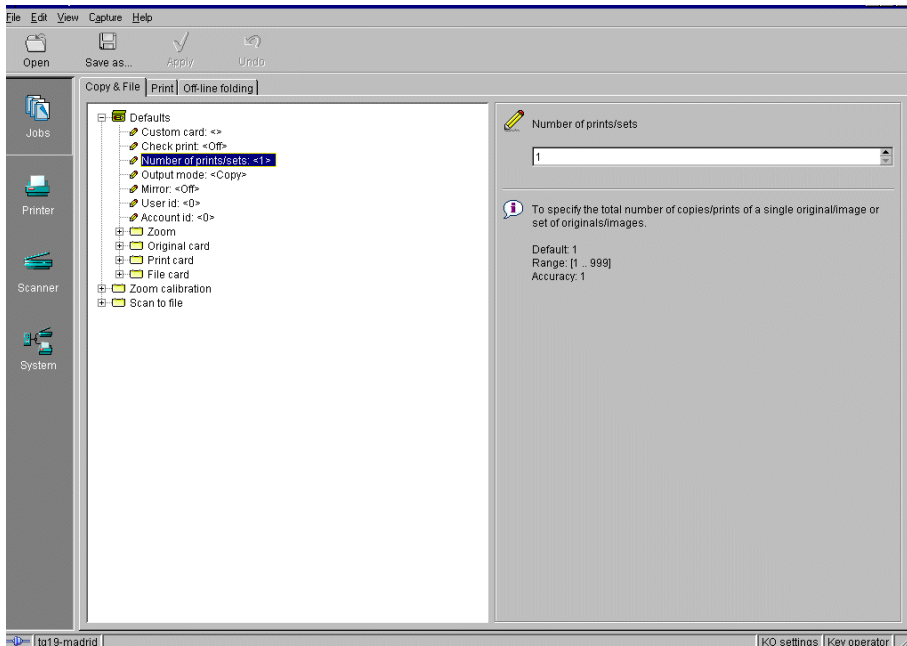 File Edit View Capture Help
Open Save as... Apply Undo
Copy & File Print Off-line folding
Jobs
Printer
Scanner
System
Defaults
Custom card: <>
Check print: <Off>
Number of prints/sets: <1>
Output mode: <Copy>
Mirror: <Off>
User id: <0>
Account id: <0>
Zoom
Original card
Print card
File card
Zoom calibration
Scan to file
Number of prints/sets
1
To specify the total number of copies/prints of a single original/image or
set of originals/images.
Default: 1
Range: [1 .. 999]
Accuracy: 1
tg19-madrid KO settings Key operator